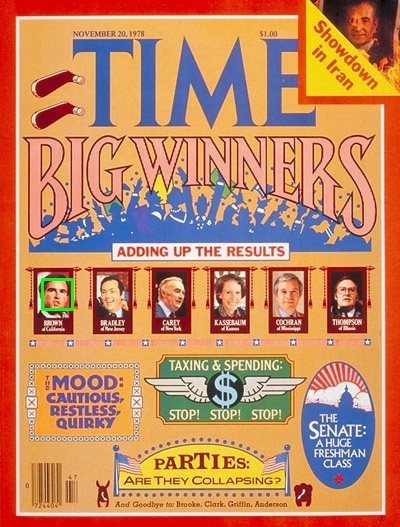 NOVEMBER 20, 1978
$1.00
Showdown
in Iran
TIME
BIG WINNERS
ADDING UP THE RESULTS
BROWN
of California
BRADLEY
of New Jersey
CAREY
of New York
KASSEBAUM
of Kansas
COCHRAN
of Mississippi
THOMPSON
of Illinois
THE MOOD:
CAUTIOUS,
RESTLESS,
QUIRKY
TAXING & SPENDING:
$
STOP! STOP! STOP!
THE
SENATE:
A HUGE
FRESHMAN
CLASS
PARTIES:
ARE THEY COLLAPSING?
And Goodbye to: Brooke, Clark, Griffin, Anderson
47
0
724404